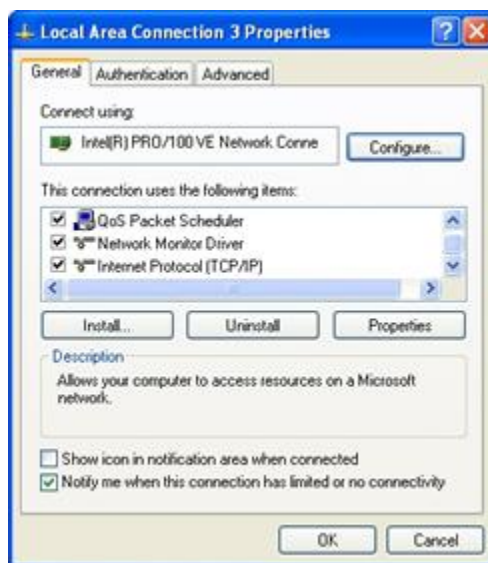 Local Area Connection 3 Properties
General Authentication Advanced
Connect using:
Intel(R) PRO/100 VE Network Conne
Configure...
This connection uses the following items:
QoS Packet Scheduler
Network Monitor Driver
Internet Protocol (TCP/IP)
Install... Uninstall Properties
Description
Allows your computer to access resources on a Microsoft
network.
Show icon in notification area when connected
Notify me when this connection has limited or no connectivity
OK Cancel